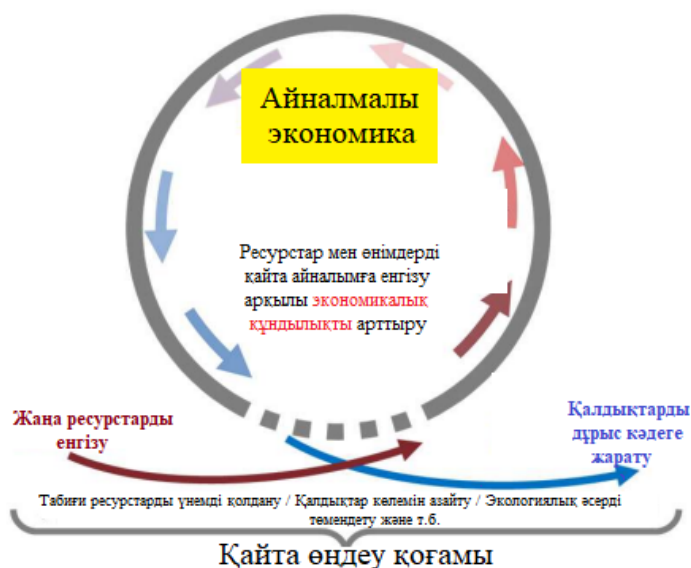 Айналмалы
экономика
Ресурстар мен өнімдерді
қайта айналымға енгізу
арқылы экономикалық
құндылықты арттыру
Жаңа ресурстарды
енгізу
Қалдықтарды
дұрыс кәдеге
жарату
Табиғи ресурстарды үнемді қолдану / Қалдықтар көлемін азайту / Экологиялық әсерді
төмендету және т.б.
Қайта өңдеу қоғамы